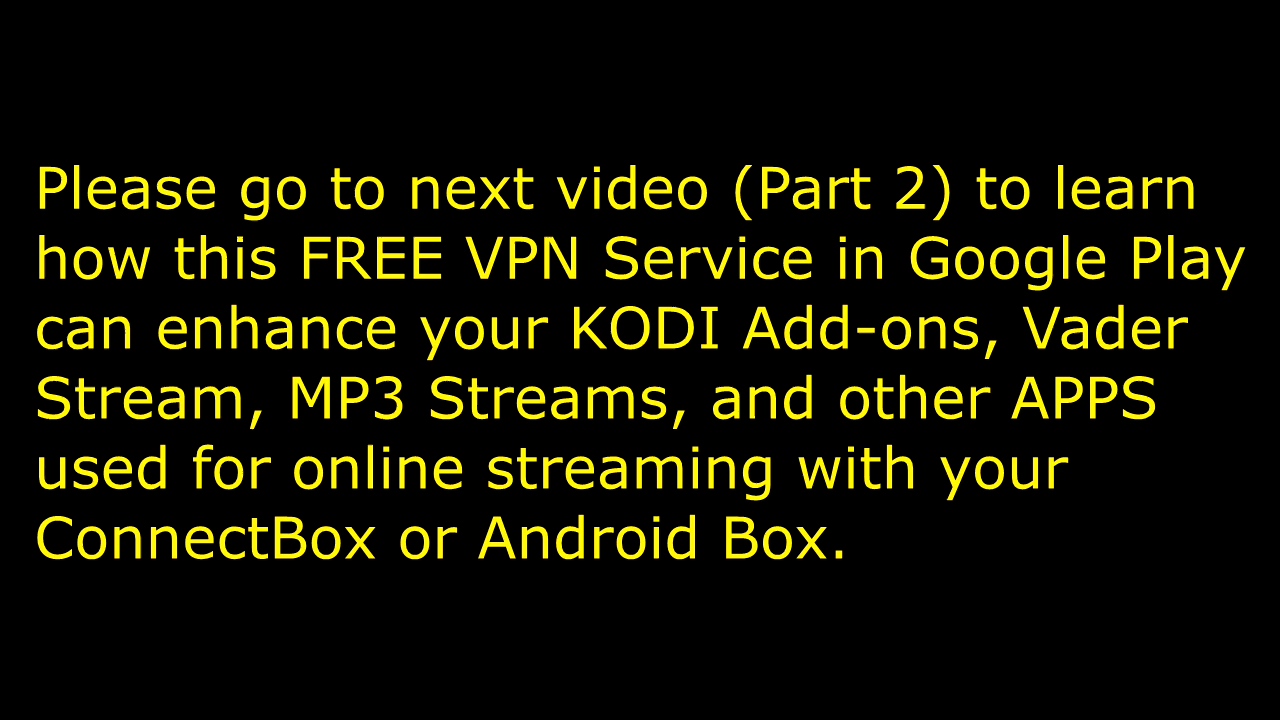 Please go to next video (Part 2) to learn
how this FREE VPN Service in Google Play
can enhance your KODI Add-ons, Vader
Stream, MP3 Streams, and other APPS
used for online streaming with your
ConnectBox or Android Box.